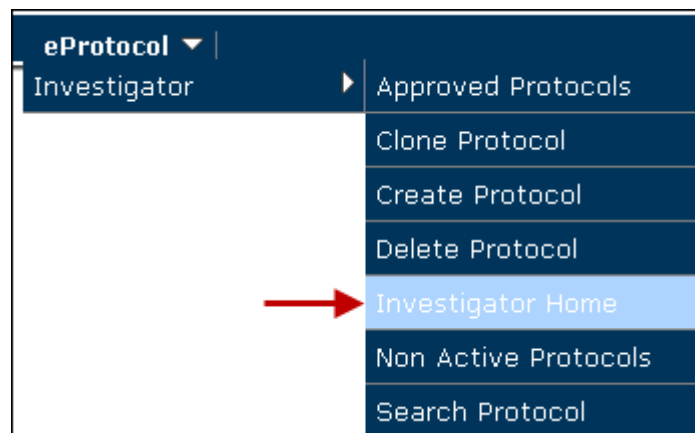 eProtocol
Investigator
Approved Protocols
Clone Protocol
Create Protocol
Delete Protocol
Investigator Home
Non Active Protocols
Search Protocol